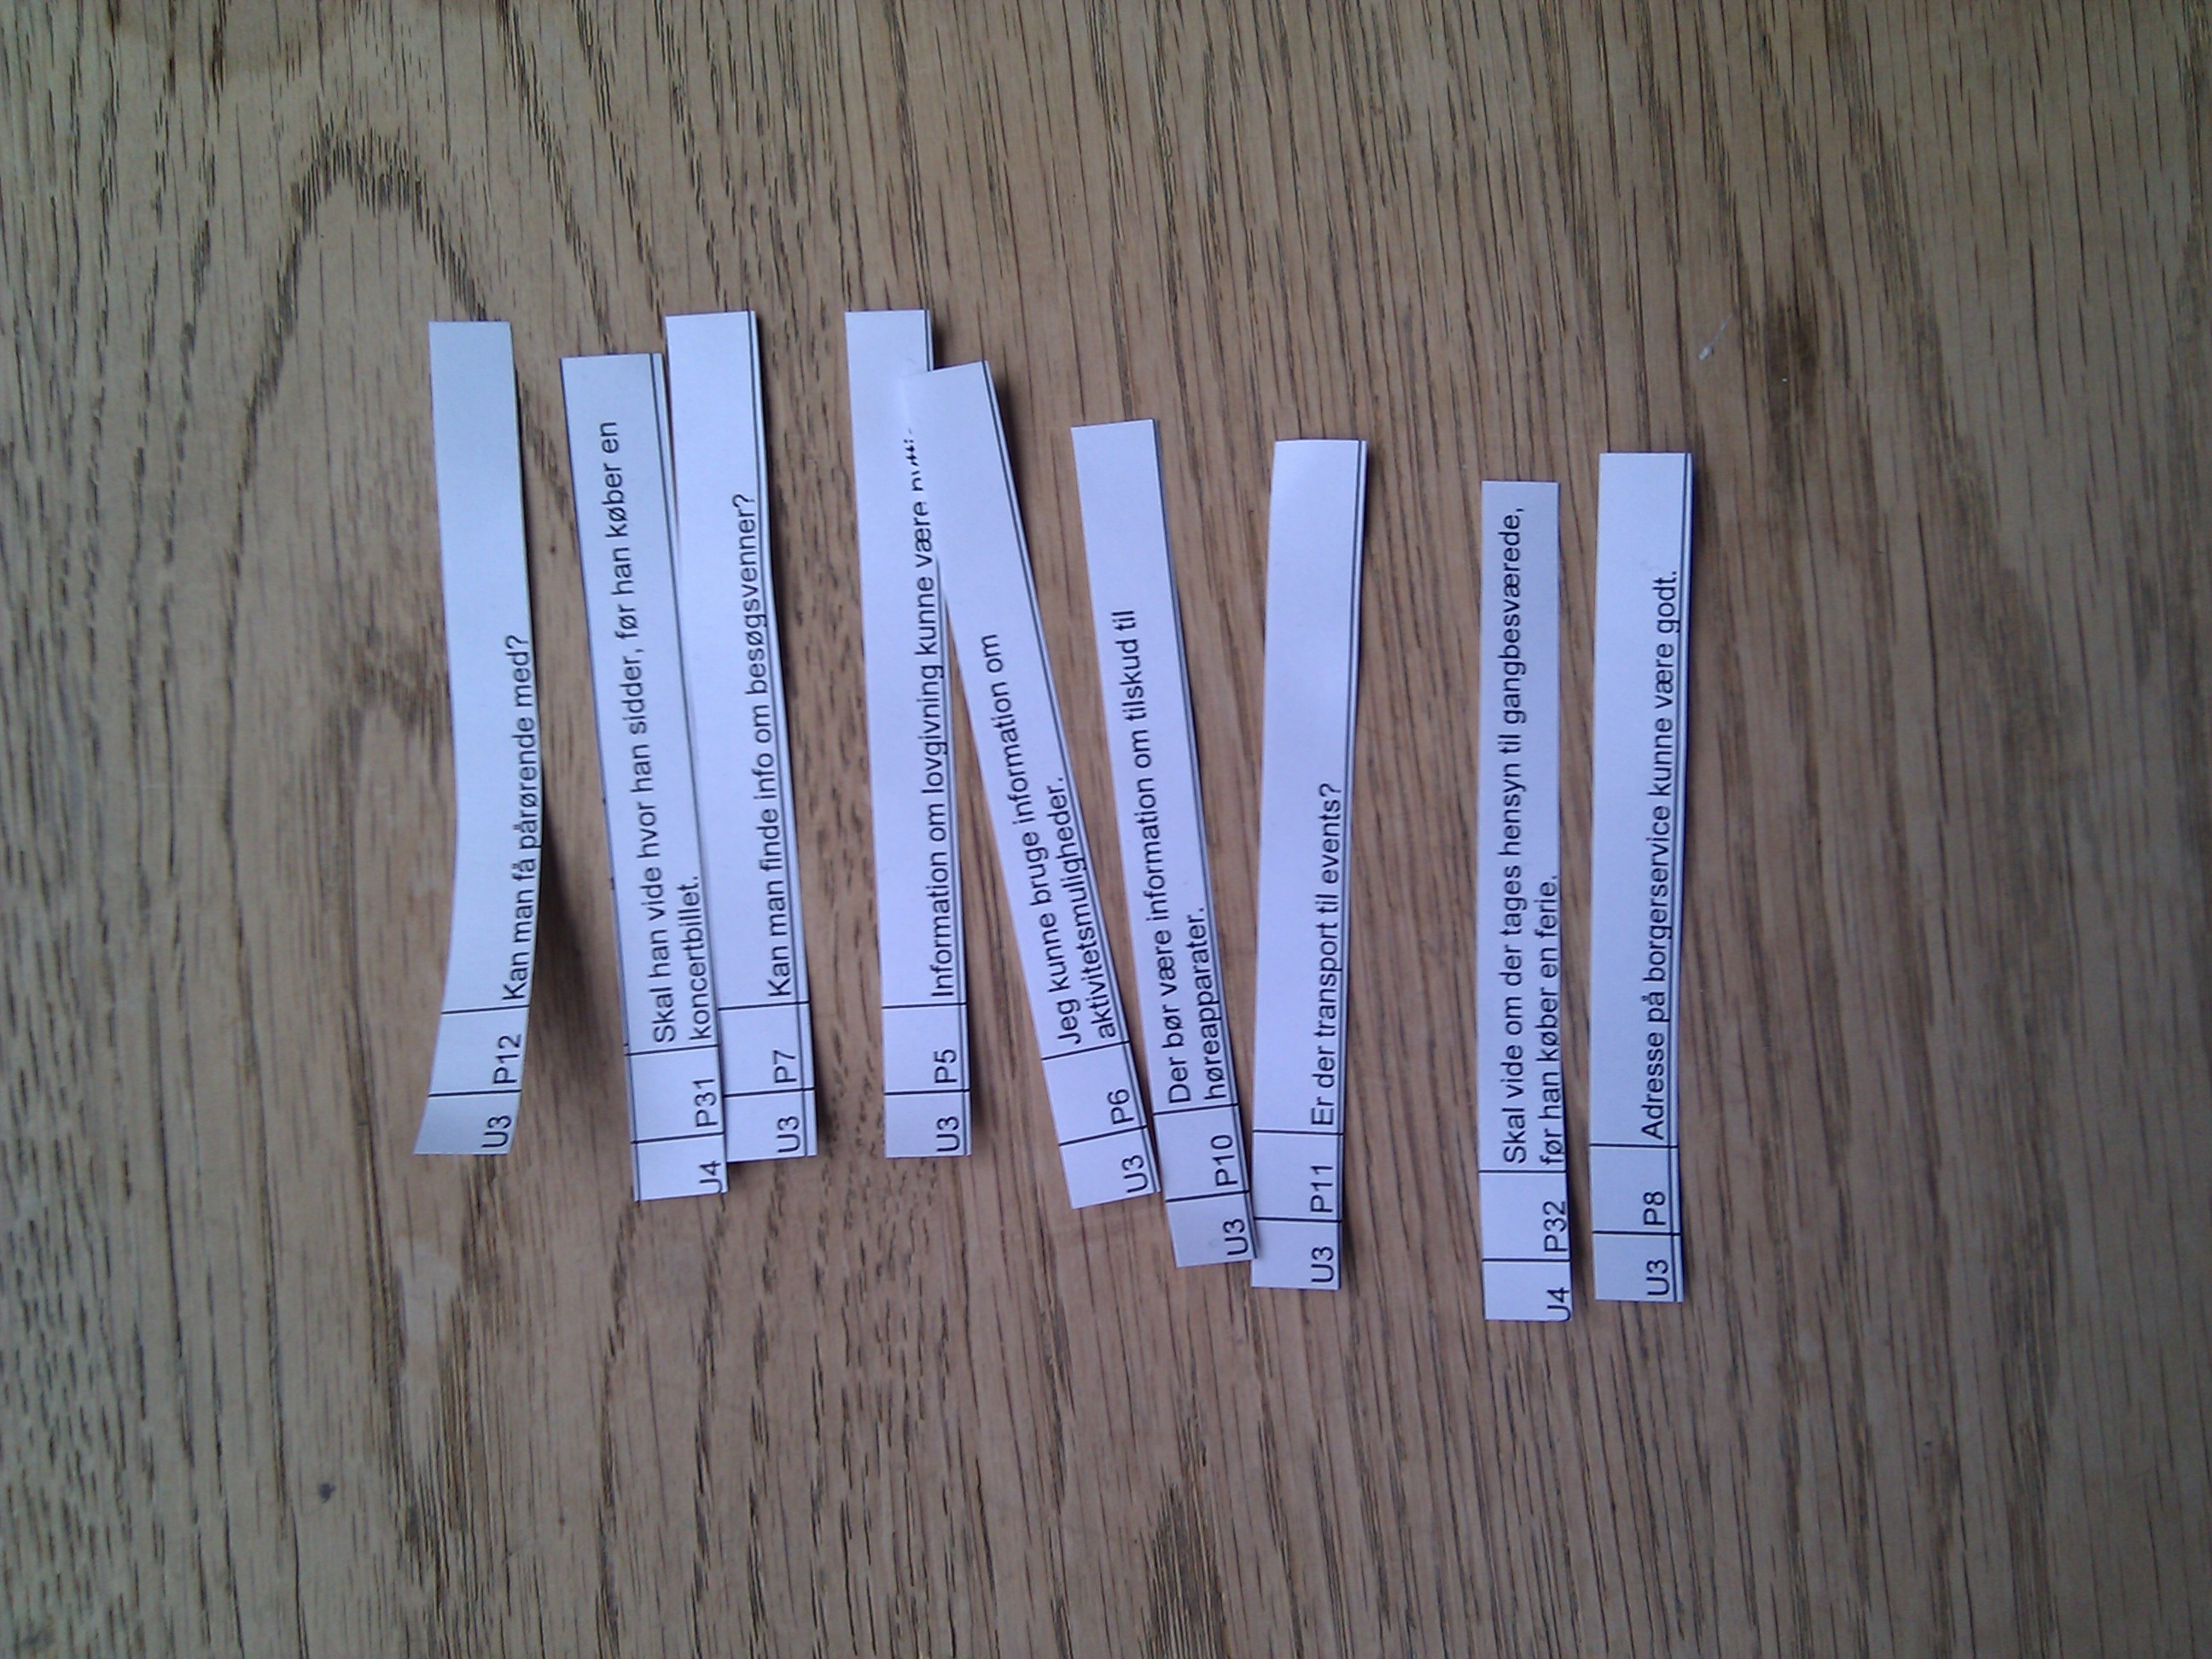 U3 P12 Kan man få pårørende med?
J4 P31 Skal han vide hvor han sidder, før han køber en
koncertbillet.
U3 P7 Kan man finde info om besøgsvenner?
U3 P5 Information om lovgivning kunne være
U3 P6 Jeg kunne bruge information om
aktivitetsmuligheder.
U3 P10 Der bør være information om tilskud til
høreapparater.
U3 P11 Er der transport til events?
J4 P32 Skal vide om der tages hensyn til gangbesværede,
før han køber en ferie.
U3 P8 Adresse på borgerservice kunne være godt.